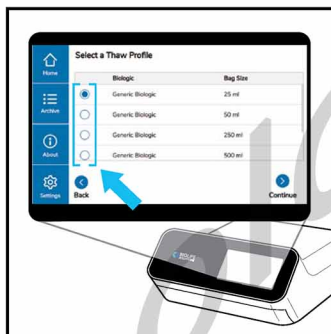 Select a Thaw Profile
Home
Biologic Bag Size
Generic Biologic 25 ml
Archive
Generic Biologic 50 ml
About
Generic Biologic 250 ml
Generic Biologic 500 ml
Settings
Back Continue